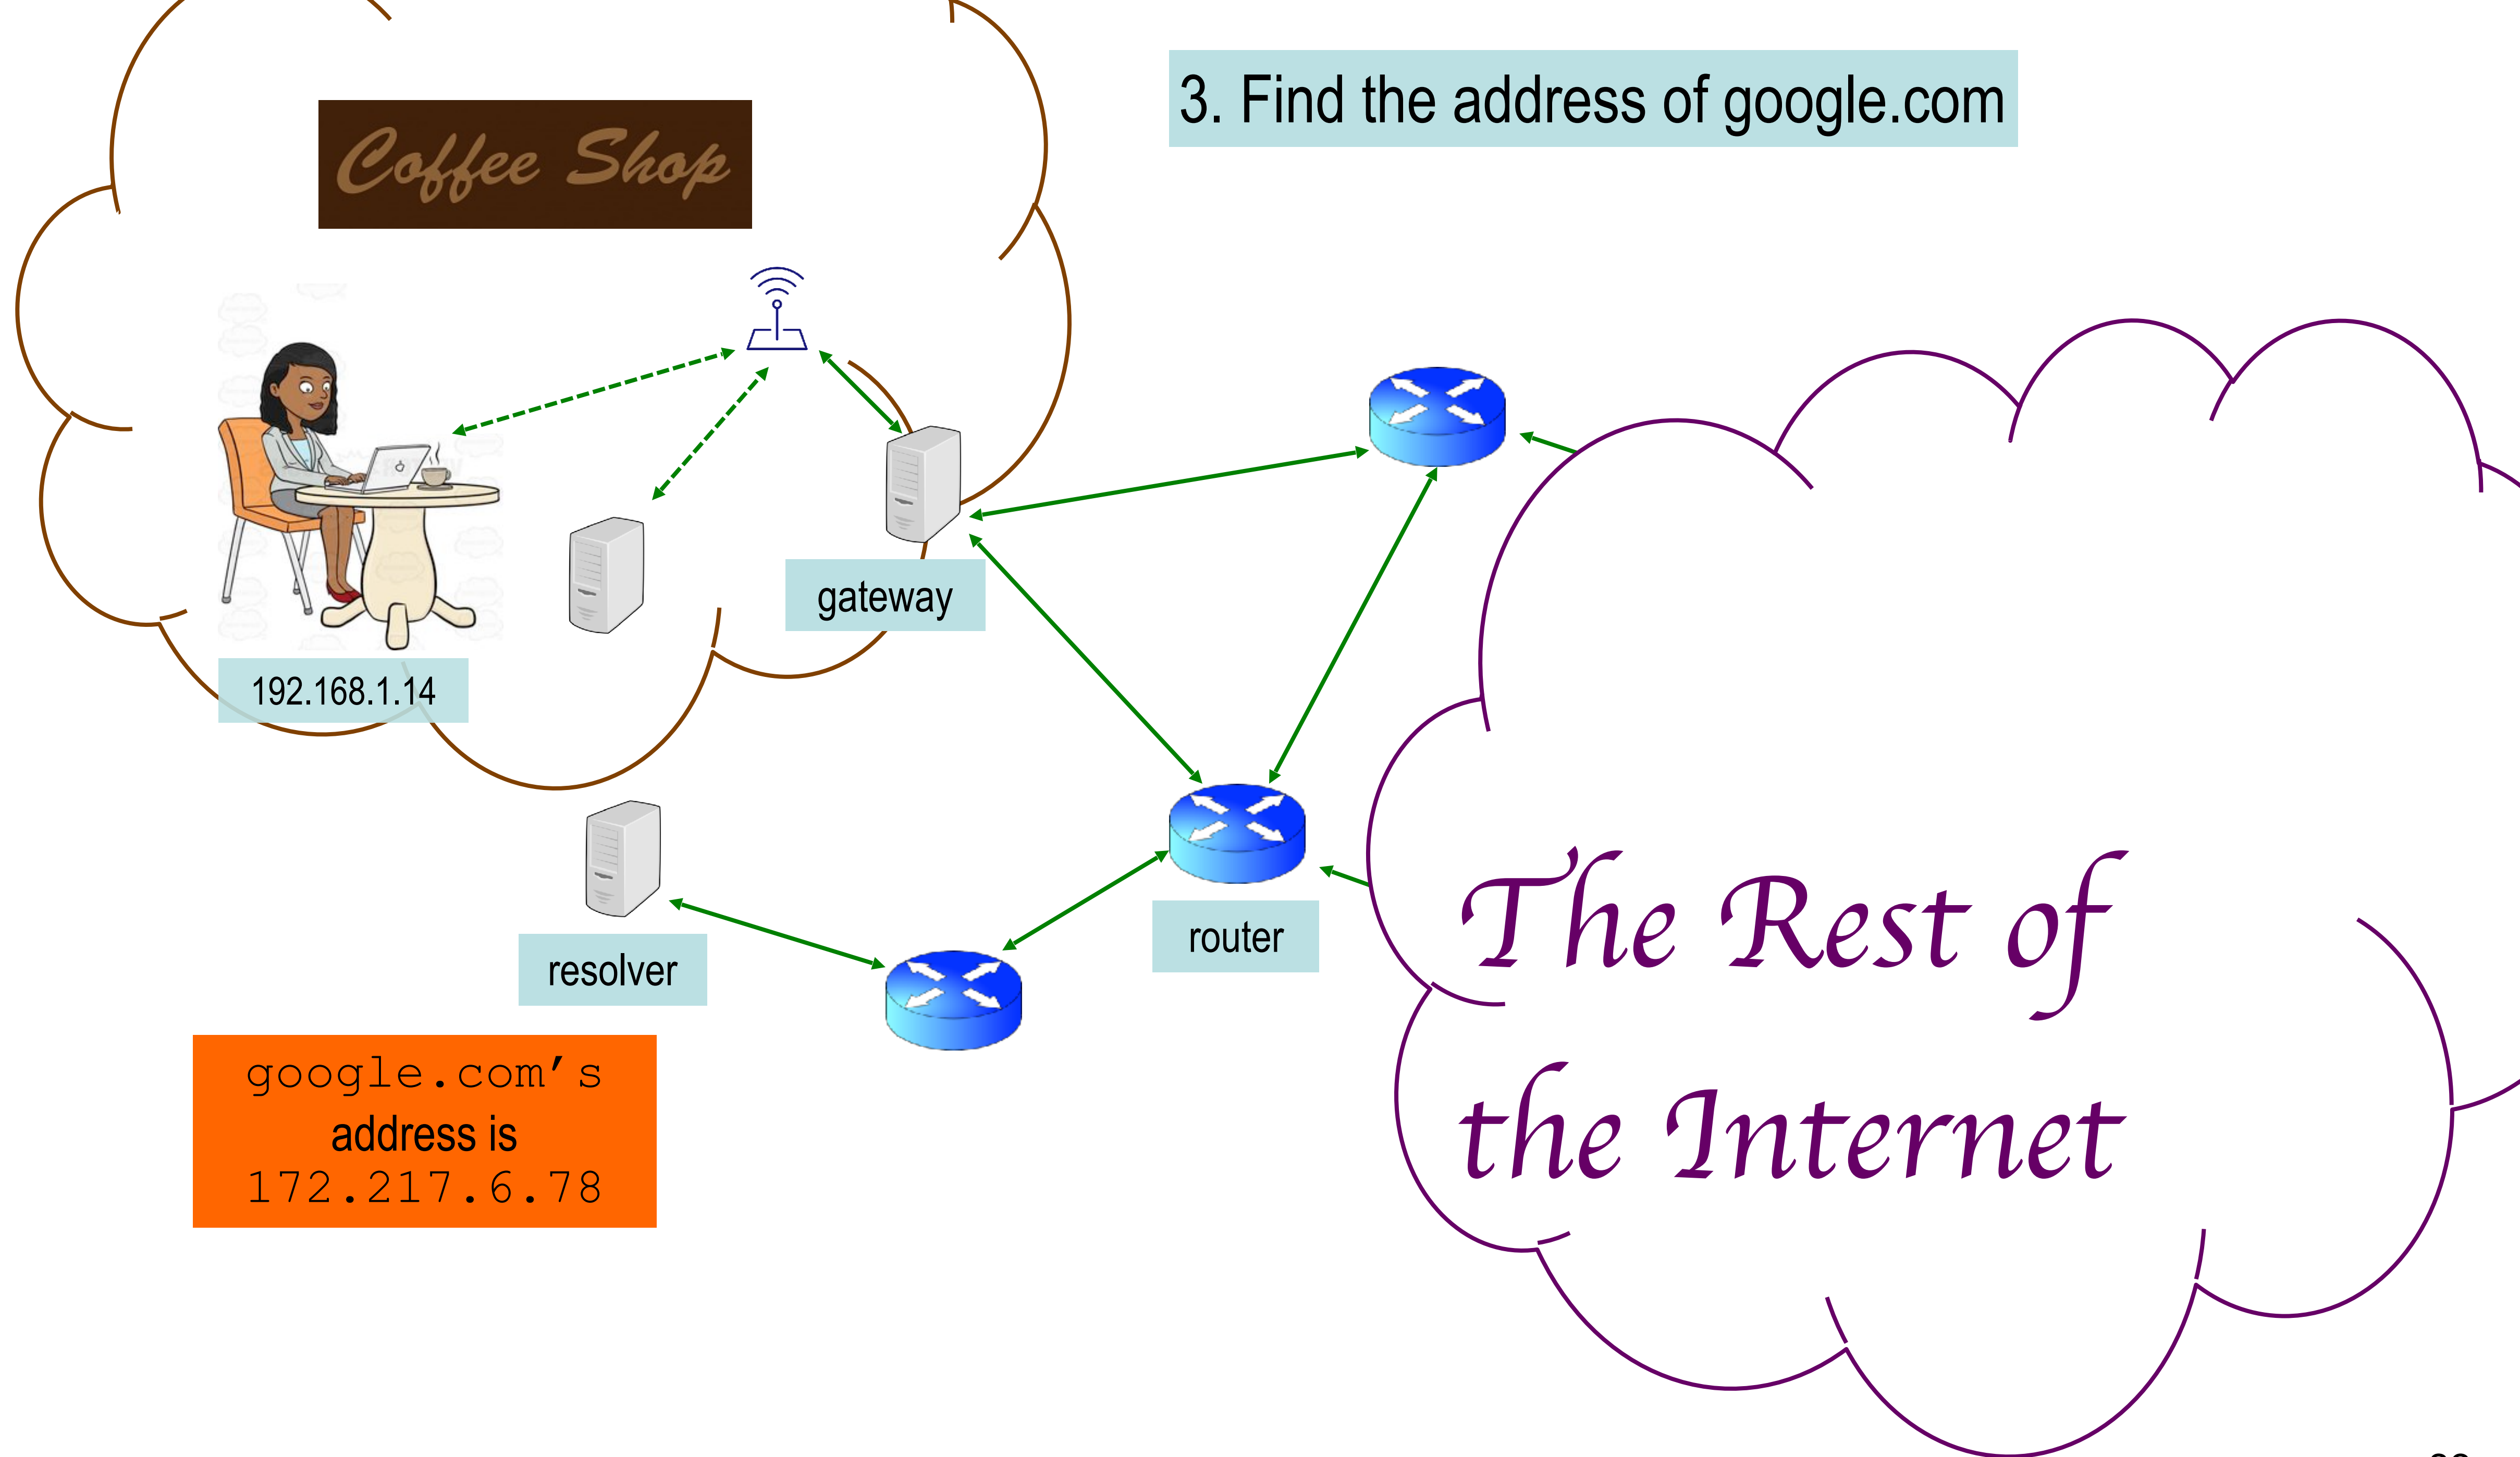 3. Find the address of google.com
Coffee Shop
gateway
192.168.1.14
router
resolver
The Rest of
the Internet
google.com’s
address is
172.217.6.78